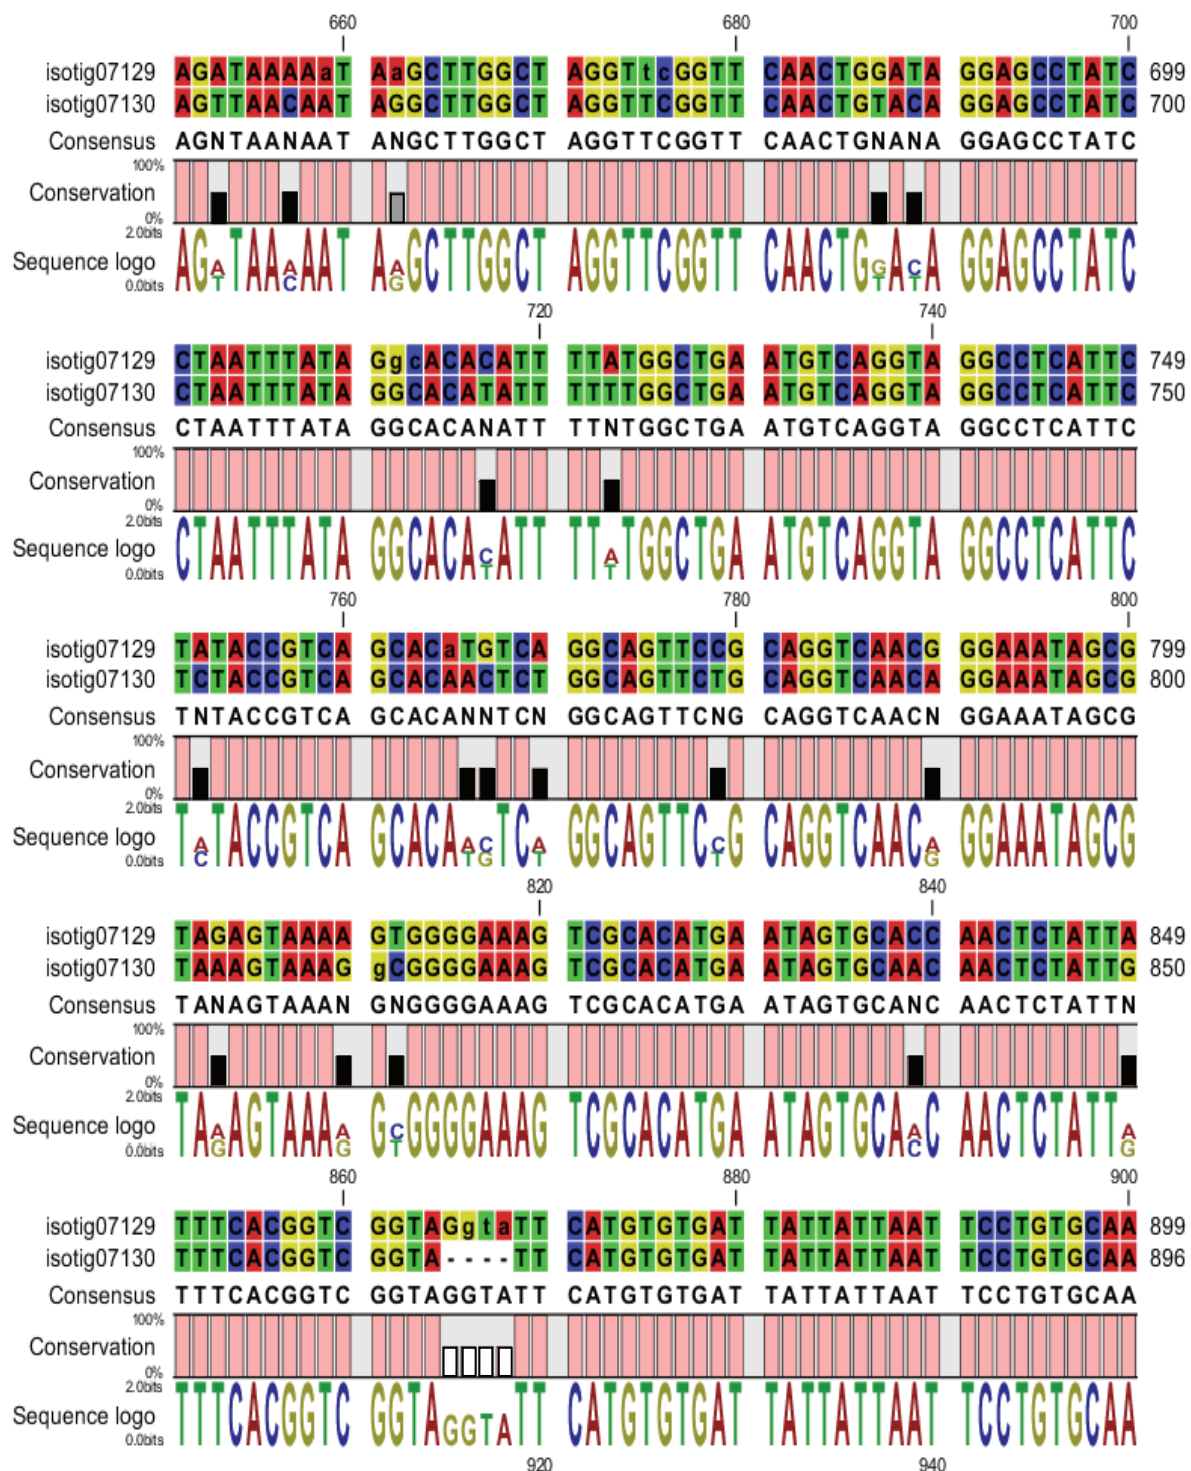 660 680 700
isotig07129 AGATAAAAaT AaGCTTGGCT AGGTtcGGTT CAACTGGATA GGAGCCTATC 699
isotig07130 AGTTAACAAT AGGCTTGGCT AGGTTCGGTT CAACTGTACA GGAGCCTATC 700
Consensus AGNTAANAAT ANGCTTGGCT AGGTTCGGTT CAACTGNANA GGAGCCTATC
100%
Conservation
0%
2.0bits
Sequence logo
0.0bits
720 740
isotig07129 CTAATTTATA GgcACACATT TTATGGCTGA ATGTCAGGTA GGCCTCATTC 749
isotig07130 CTAATTTATA GGCACATATT TTTTGGCTGA ATGTCAGGTA GGCCTCATTC 750
Consensus CTAATTTATA GGCACANATT TTNTGGCTGA ATGTCAGGTA GGCCTCATTC
100%
Conservation
0%
2.0bits
Sequence logo
0.0bits
760 780 800
isotig07129 TATACCGTCA GCACaTGTCA GGCAGTTCCG CAGGTCAACG GGAAATAGCG 799
isotig07130 TCTACCGTCA GCACAACTCT GGCAGTTCTG CAGGTCAACA GGAAATAGCG 800
Consensus TNTACCGTCA GCACANNTCN GGCAGTTCNG CAGGTCAACN GGAAATAGCG
100%
Conservation
0%
2.0bits
Sequence logo
0.0bits
820 840
isotig07129 TAGAGTAAAA GTGGGGAAAG TCGCACATGA ATAGTGCACC AACTCTATTA 849
isotig07130 TAAAGTAAAG gCGGGGAAAG TCGCACATGA ATAGTGCAAC AACTCTATTG 850
Consensus TANAGTAAAN GNGGGGAAAG TCGCACATGA ATAGTGCANC AACTCTATTN
100%
Conservation
0%
2.0bits
Sequence logo
0.0bits
860 880 900
isotig07129 TTTCACGGTC GGTAGgtaTT CATGTGTGAT TATTATTAAT TCCTGTGCAA 899
isotig07130 TTTCACGGTC GGTA----TT CATGTGTGAT TATTATTAAT TCCTGTGCAA 896
Consensus TTTCACGGTC GGTAGGTATT CATGTGTGAT TATTATTAAT TCCTGTGCAA
100%
Conservation
0%
2.0bits
Sequence logo
0.0bits
920 940